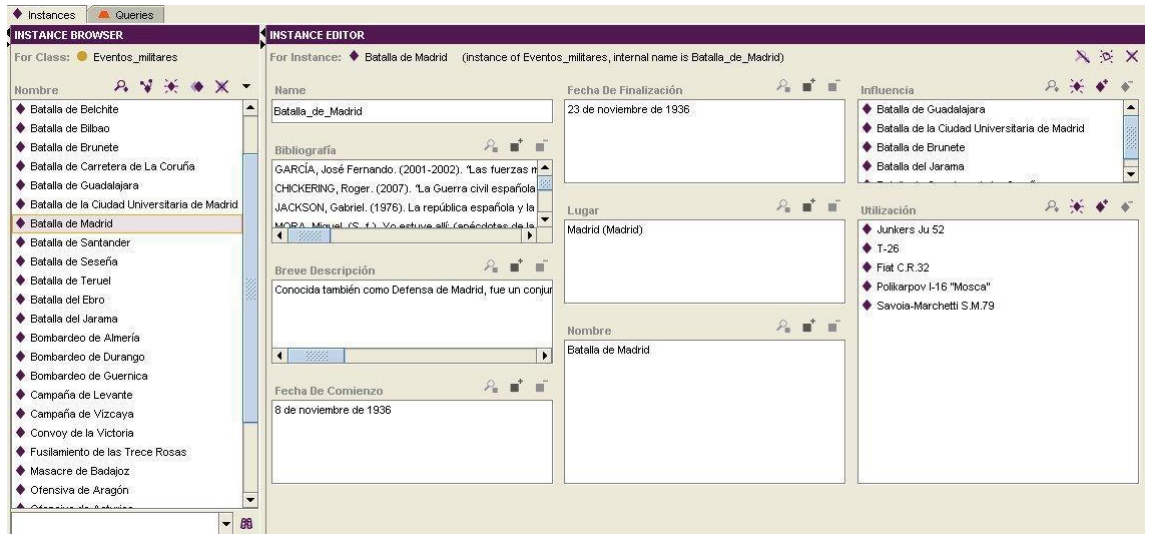 Instances
Queries
INSTANCE BROWSER
For Class: Eventos_militares
Nombre
Batalla de Belchite
Batalla de Bilbao
Batalla de Brunete
Batalla de Carretera de La Coruña
Batalla de Guadalajara
Batalla de la Ciudad Universitaria de Madrid
Batalla de Madrid
Batalla de Santander
Batalla de Seseña
Batalla de Teruel
Batalla del Ebro
Batalla del Jarama
Bombardeo de Almería
Bombardeo de Durango
Bombardeo de Guernica
Campaña de Levante
Campaña de Vizcaya
Convoy de la Victoria
Fusilamiento de las Trece Rosas
Masacre de Badajoz
Ofensiva de Aragón
INSTANCE EDITOR
For Instance: Batalla de Madrid (instance of Eventos_militares, internal name is Batalla_de_Madrid)
Name
Batalla_de_Madrid
Bibliografía
GARCÍA, José Fernando. (2001-2002). "Las fuerzas
CHICKERING, Roger. (2007). "La Guerra civil española
JACKSON, Gabriel. (1976). La república española y la
MORA, Miguel. (S. f.). Yo estuve allí: (anécdotas de la
Breve Descripción
Conocida también como Defensa de Madrid, fue un conjur
Fecha De Comienzo
8 de noviembre de 1936
Fecha De Finalización
23 de noviembre de 1936
Lugar
Madrid (Madrid)
Nombre
Batalla de Madrid
Influencia
Batalla de Guadalajara
Batalla de la Ciudad Universitaria de Madrid
Batalla de Brunete
Batalla del Jarama
Utilización
Junkers Ju 52
T-26
Fiat C.R.32
Polikarpov I-16 "Mosca"
Savoia-Marchetti S.M.79